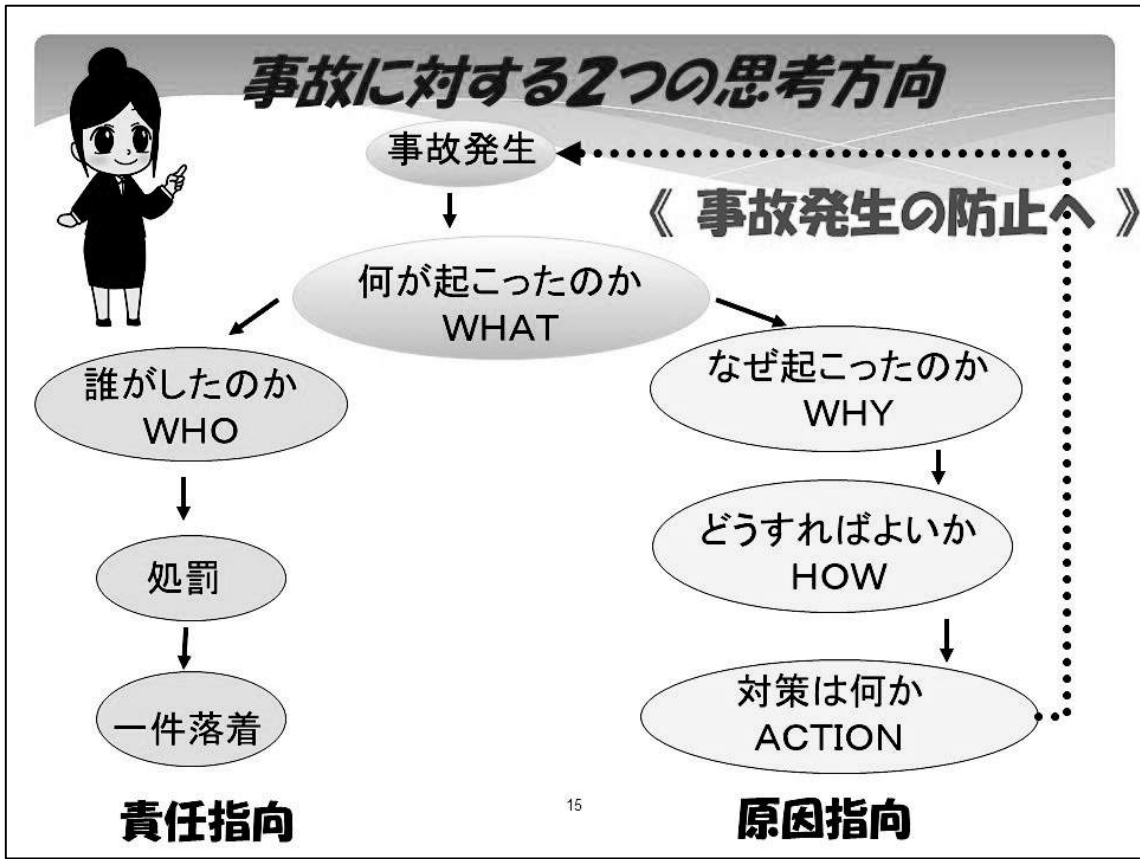 事故に対する2つの思考方向
事故発生
《 事故発生の防止へ 》
何が起こったのか
WHAT
誰がしたのか
WHO
処罰
一件落着
責任指向
なぜ起こったのか
WHY
どうすればよいか
HOW
対策は何か
ACTION
原因指向
15